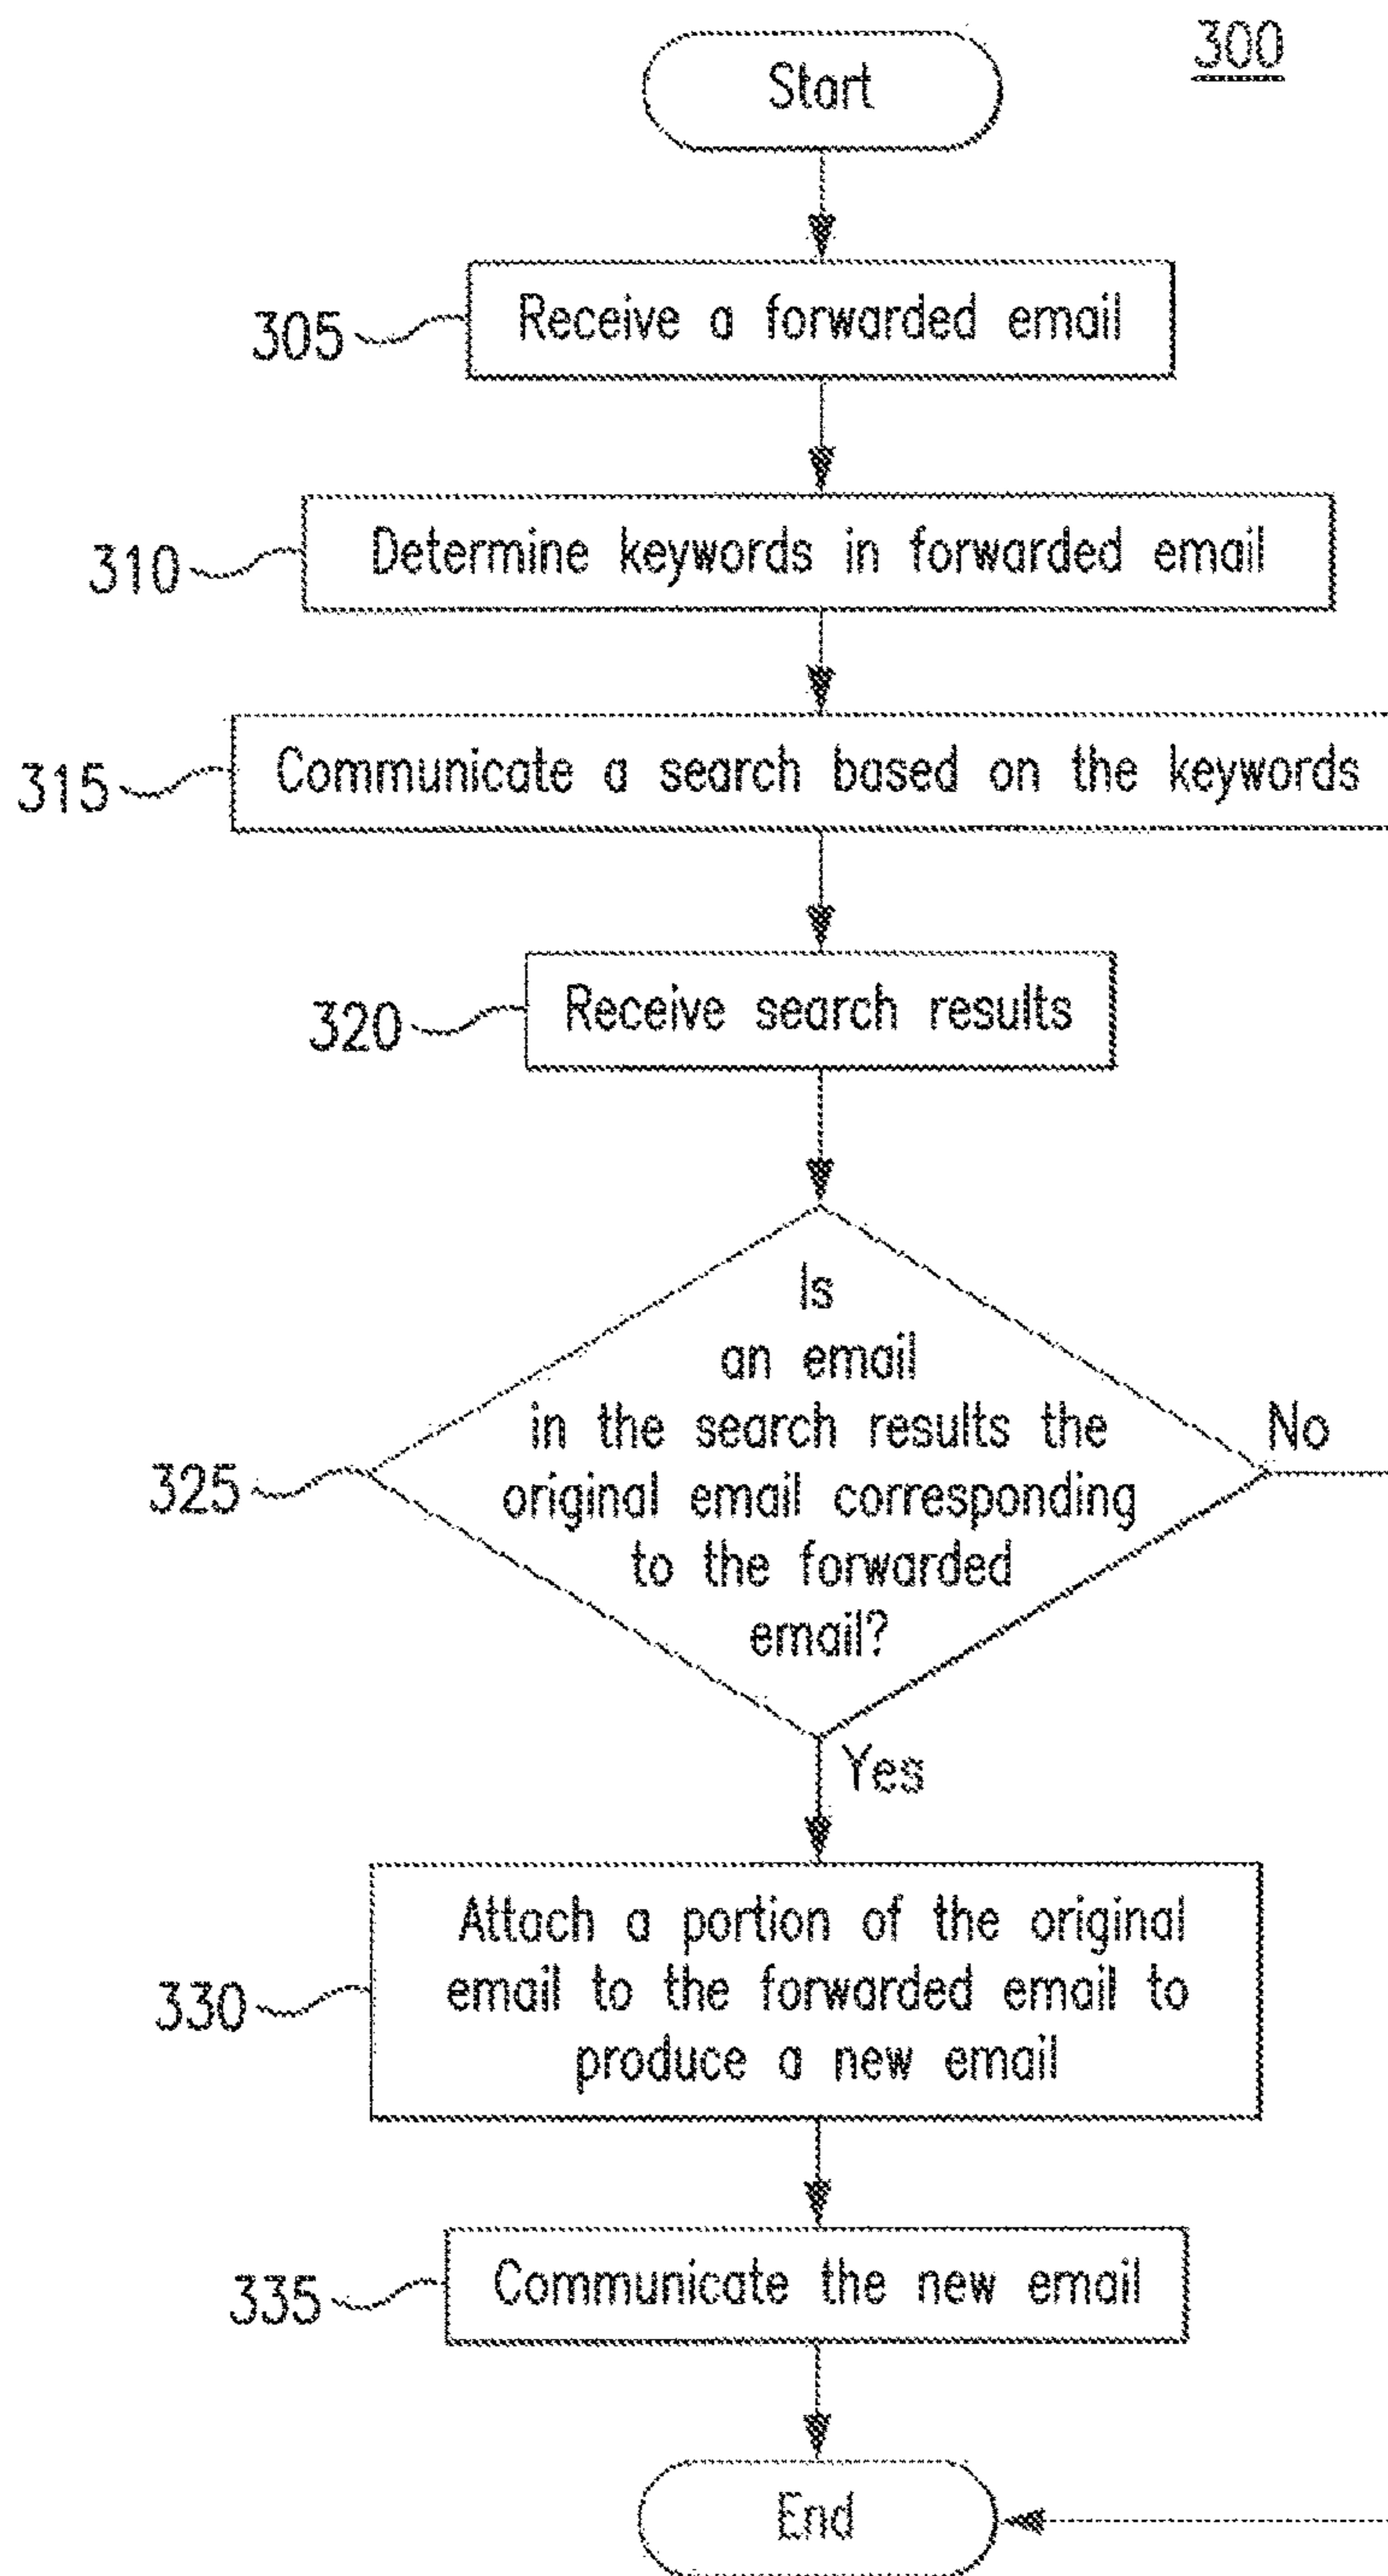 300
Start
305
Receive a forwarded email
310
Determine keywords in forwarded email
315
Communicate a search based on the keywords
320
Receive search results
325
Is
an email
in the search results the
original email corresponding
to the forwarded
email?
No
Yes
330
Attach a portion of the original
email to the forwarded email to
produce a new email
335
Communicate the new email
End